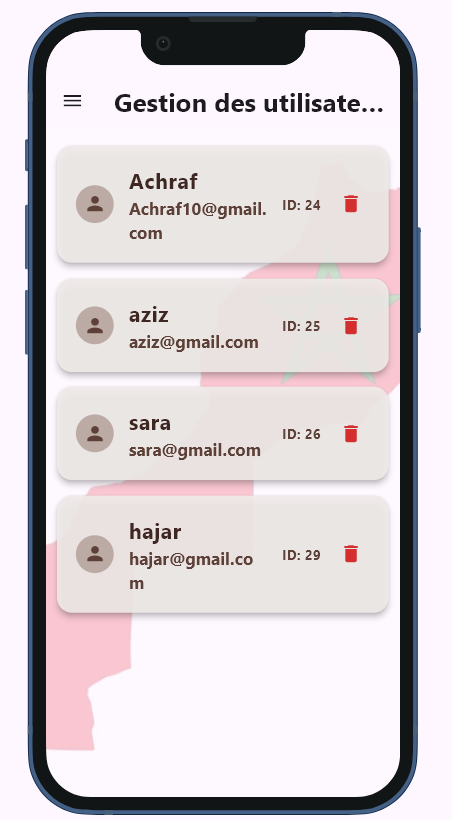 Gestion des utilisate...
Achraf
Achraf10@gmail.
com
ID: 24
aziz
aziz@gmail.com
ID: 25
sara
sara@gmail.com
ID: 26
hajar
hajar@gmail.co
m
ID: 29